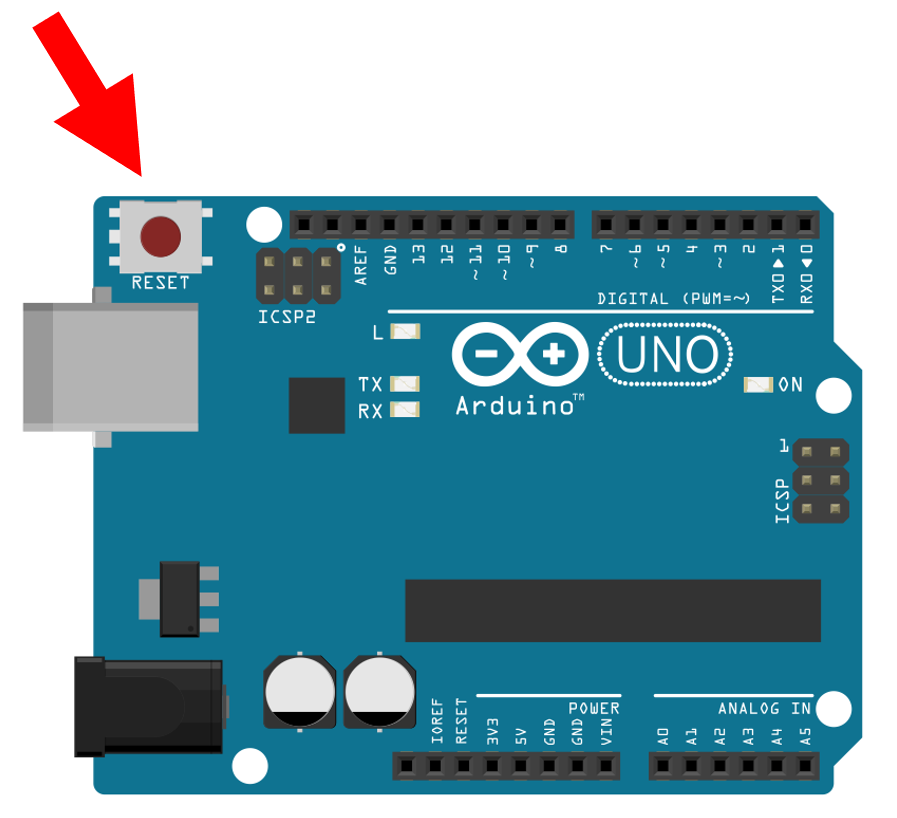 RESET
ICSP2
AREF
GND
13
12
~11
~10
~9
8
7
~6
~5
4
~3
2
TX0▶1
RX0◀0
DIGITAL (PWM=~)
L
TX
RX
Arduino™
UNO
ON
1
ICSP
POWER
IOREF
RESET
3V3
5V
GND
GND
VIN
ANALOG IN
A0
A1
A2
A3
A4
A5